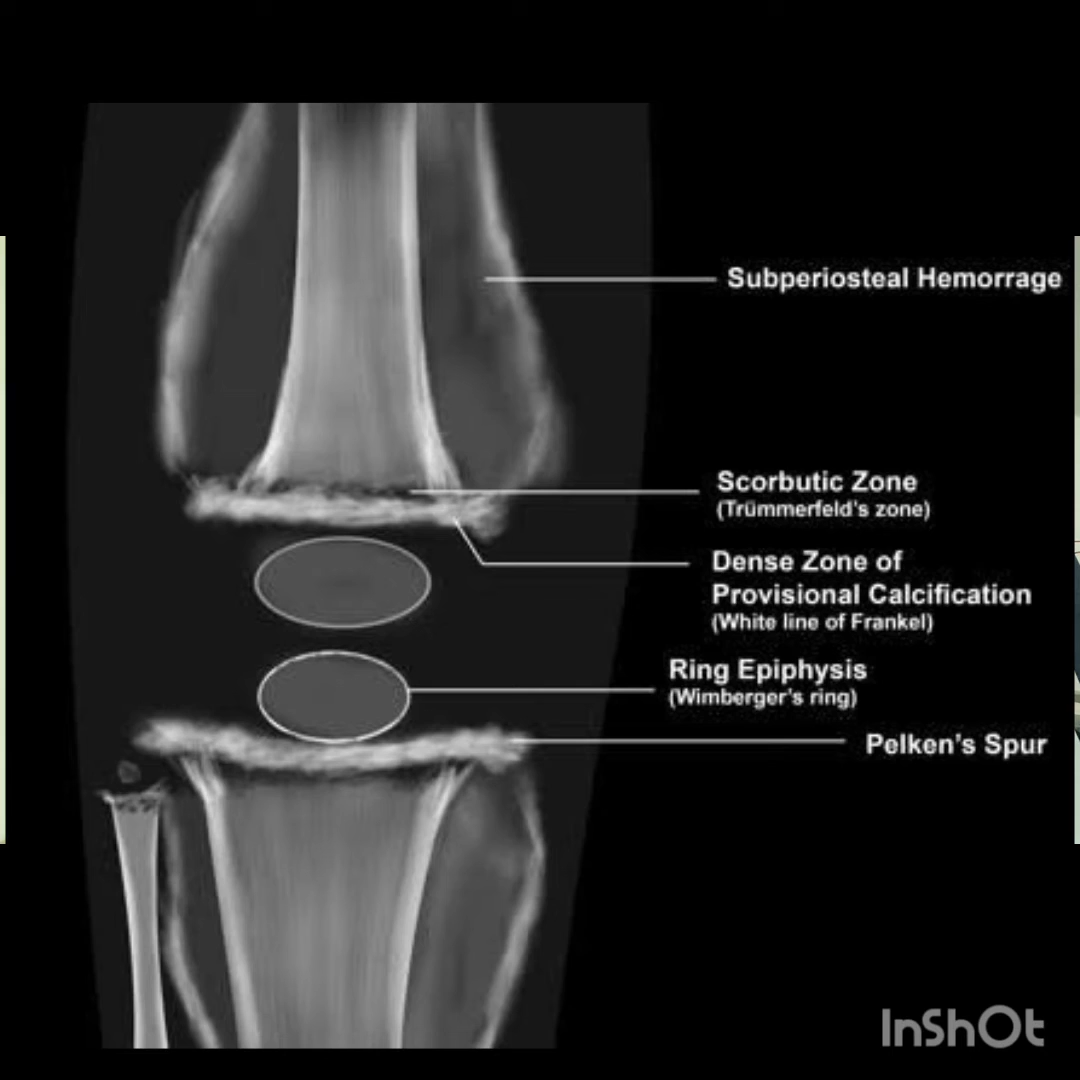 Subperiosteal Hemorrage
Scorbutic Zone
(Trümmerfeld's zone)
Dense Zone of
Provisional Calcification
(White line of Frankel)
Ring Epiphysis
(Wimberger's ring)
Pelken's Spur
InShOt